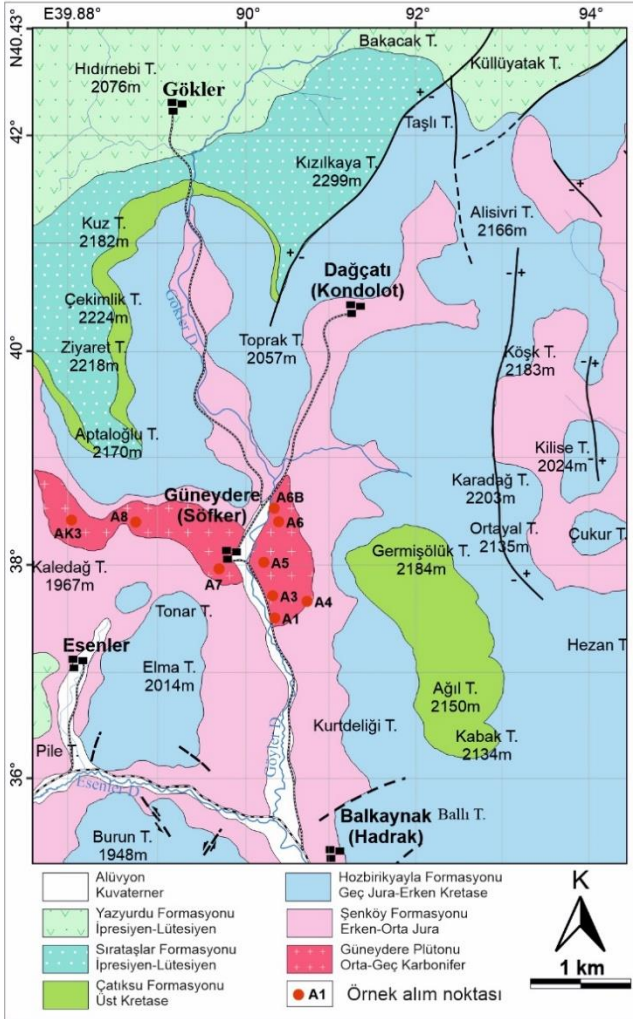 E39.88°
90°
92°
94°
N40.43°
Bakacak T.
Hıdırnebi T.
2076m
Küllüyatak T.
Gökler
42°
Taşlı T.
Kızılkaya T.
2299m
Kuz T.
2182m
Alisivri T.
2166m
Dağçatı
(Kondolot)
Çekimlik T.
2224m
Gökler D.
Toprak T.
2057m
40°
Ziyaret T.
2218m
Köşk T.
2183m
Aptaloğlu T.
2170m
Kilise T.
2024m
Güneydere
(Söfker)
A6B
Karadağ T.
2203m
AK3
A8
A6
Ortayal T.
2135m
Çukur T.
38°
Germişölük T.
2184m
Kaledağ T.
1967m
A7
A5
A3
A4
A1
Tonar T.
Esenler
Hezan T
Elma T.
2014m
Ağıl T.
2150m
Kurtdeliği T.
Göyler D.
Kabak T.
2134m
Pile T.
36°
Esenler D.
Balkaynak
(Hadrak)
Ballı T.
Burun T.
1948m
Alüvyon
Kuvaterner
Yazyurdu Formasyonu
İpresiyen-Lütesiyen
Sırataşlar Formasyonu
İpresiyen-Lütesiyen
Çatıksu Formasyonu
Üst Kretase
Hozbirikyayla Formasyonu
Geç Jura-Erken Kretase
Şenköy Formasyonu
Erken-Orta Jura
Güneydere Plütonu
Orta-Geç Karbonifer
A1 Örnek alım noktası
K
1 km